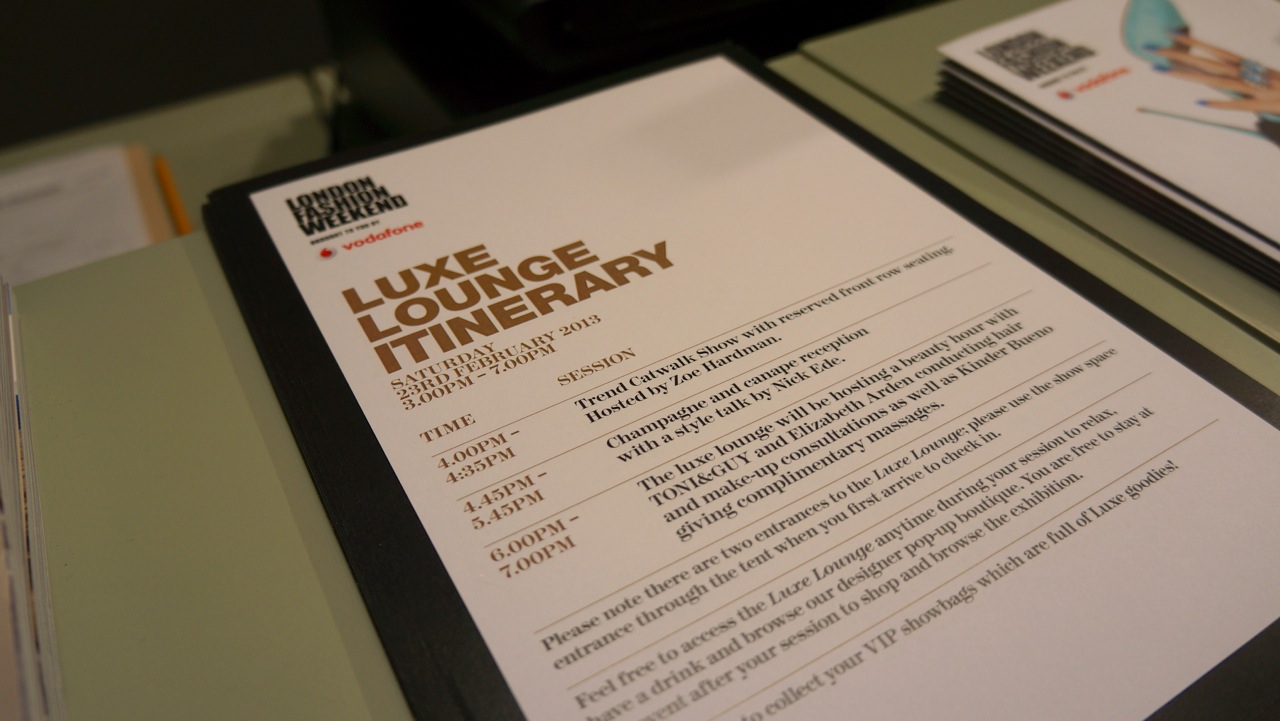 LONDON
FASHION
WEEKEND
BROUGHT TO YOU BY
vodafone
LUXE
LOUNGE
ITINERARY
SATURDAY
23RD FEBRUARY 2013
3.00PM – 7.00PM
TIME SESSION
4.00PM – Trend Catwalk Show with reserved front row seating.
4:35PM Hosted by Zoe Hardman.
4.45PM – Champagne and canape reception
5.45PM with a style talk by Nick Ede.
6.00PM – The luxe lounge will be hosting a beauty hour with
7.00PM TONI&GUY and Elizabeth Arden conducting hair
and make-up consultations as well as Kinder Bueno
giving complimentary massages.
Please note there are two entrances to the Luxe Lounge; please use the show space
entrance through the tent when you first arrive to check in.
Feel free to access the Luxe Lounge anytime during your session to relax,
have a drink and browse our designer pop-up boutique. You are free to stay at
event after your session to shop and browse the exhibition.
to collect your VIP showbags which are full of Luxe goodies!
LONDON
FASHION
WEEKEND
vodafone